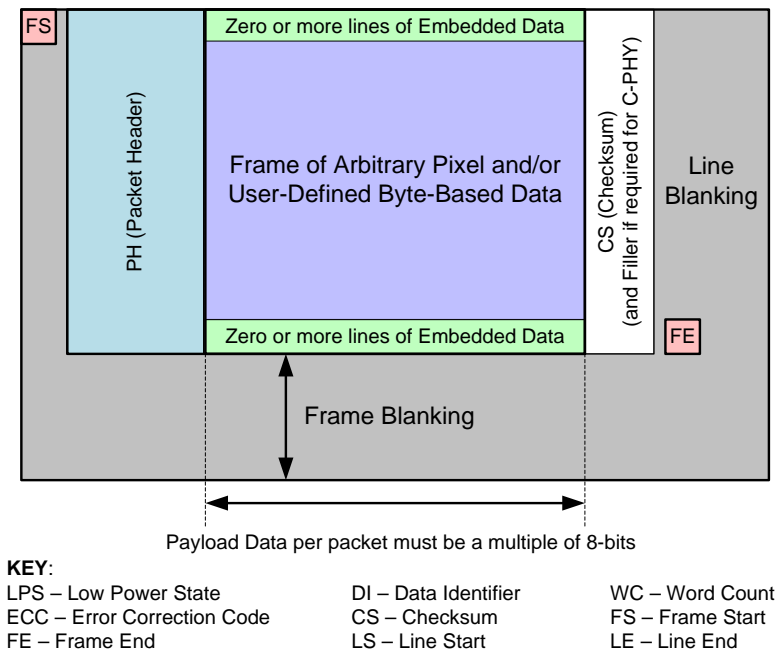 FS
Zero or more lines of Embedded Data
PH (Packet Header)
Frame of Arbitrary Pixel and/or
User-Defined Byte-Based Data
CS (Checksum)
(and Filler if required for C-PHY)
Line
Blanking
Zero or more lines of Embedded Data
FE
Frame Blanking
Payload Data per packet must be a multiple of 8-bits
KEY:
LPS – Low Power State DI – Data Identifier WC – Word Count
ECC – Error Correction Code CS – Checksum FS – Frame Start
FE – Frame End LS – Line Start LE – Line End